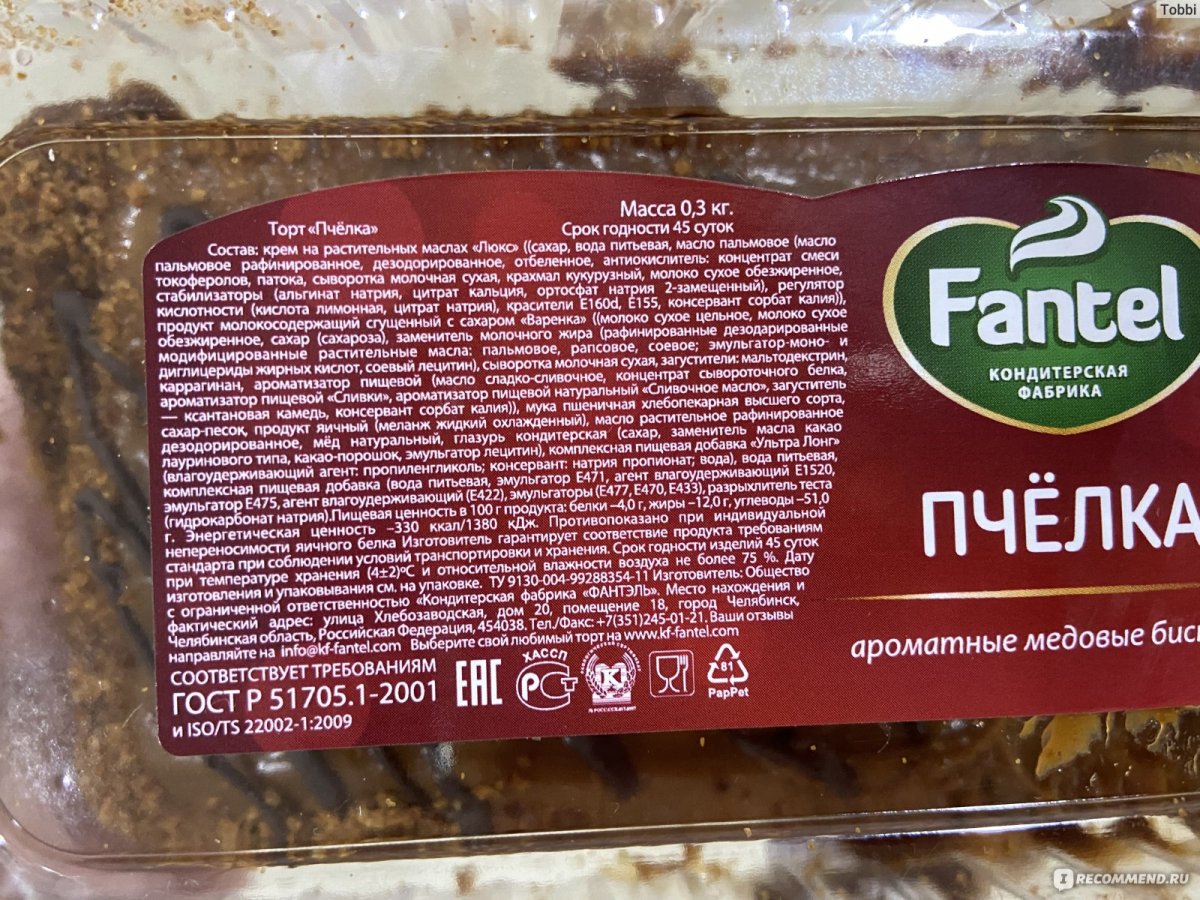 Tobbi
Масса 0,3 кг.
Торт «Пчёлка»
Срок годности 45 суток
Состав: крем на растительных маслах «Люкс» ((сахар, вода питьевая, масло пальмовое (масло
пальмовое рафинированное, дезодорированное, отбеленное, антиокислитель: концентрат смеси
токоферолов, патока, сыворотка молочная сухая, крахмал кукурузный, молоко сухое обезжиренное,
стабилизаторы (альгинат натрия, цитрат кальция, ортосфат натрия 2-замещенный), регулятор
кислотности (кислота лимонная, цитрат натрия), красители Е160d, Е155, консервант сорбат калия)),
продукт молокосодержащий сгущенный с сахаром «Варенка» ((молоко сухое цельное, молоко сухое
обезжиренное, сахар (сахароза), заменитель молочного жира (рафинированные дезодарированные
модифицированные растительные масла: пальмовое, рапсовое, соевое; эмульгатор-моно- и
диглицериды жирных кислот, соевый лецитин), сыворотка молочная сухая, загустители: мальтодекстрин,
каррагинан, ароматизатор пищевой (масло сладко-сливочное, концентрат сывороточного белка,
ароматизатор пищевой «Сливки», ароматизатор пищевой натуральный «Сливочное масло», загуститель
— ксантановая камедь, консервант сорбат калия)), мука пшеничная хлебопекарная высшего сорта,
сахар-песок, продукт яичный (меланж жидкий охлажденный), масло растительное рафинированное
дезодорированное, мёд натуральный, глазурь кондитерская (сахар, заменитель масла какао
лауринового типа, какао-порошок, эмульгатор лецитин), комплексная пищевая добавка «Ультра Лонг»
(влагоудерживающий агент: пропиленгликоль; консервант: натрия пропионат; вода), вода питьевая,
комплексная пищевая добавка (вода питьевая, эмульгатор Е471, агент влагоудерживающий Е1520,
эмульгатор Е475, агент влагоудерживающий (Е422), эмульгаторы (Е477, Е470, Е433), разрыхлитель теста
(гидрокарбонат натрия).Пищевая ценность в 100 г продукта: белки –4,0 г, жиры –12,0 г, углеводы –51,0
г. Энергетическая ценность –330 ккал/1380 кДж. Противопоказано при индивидуальной
непереносимости яичного белка Изготовитель гарантирует соответствие продукта требованиям
стандарта при соблюдении условий транспортировки и хранения. Срок годности изделий 45 суток
при температуре хранения (4±2)°С и относительной влажности воздуха не более 75 %. Дату
изготовления и упаковывания см. на упаковке. ТУ 9130-004-99288354-11 Изготовитель: Общество
с ограниченной ответственностью «Кондитерская фабрика «ФАНТЭЛЬ». Место нахождения и
фактический адрес: улица Хлебозаводская, дом 20, помещение 18, город Челябинск,
Челябинская область, Российская Федерация, 454038. Тел./Факс: +7(351)245-01-21. Ваши отзывы
направляйте на info@kf-fantel.com Выберите свой любимый торт на www.kf-fantel.com
СООТВЕТСТВУЕТ ТРЕБОВАНИЯМ
ГОСТ Р 51705.1-2001
и ISO/TS 22002-1:2009
ЕАС
ХАССП
РСТ
81
PapPet
Fantel
КОНДИТЕРСКАЯ
ФАБРИКА
ПЧЁЛКА
ароматные медовые бис
IRECOMMEND.RU